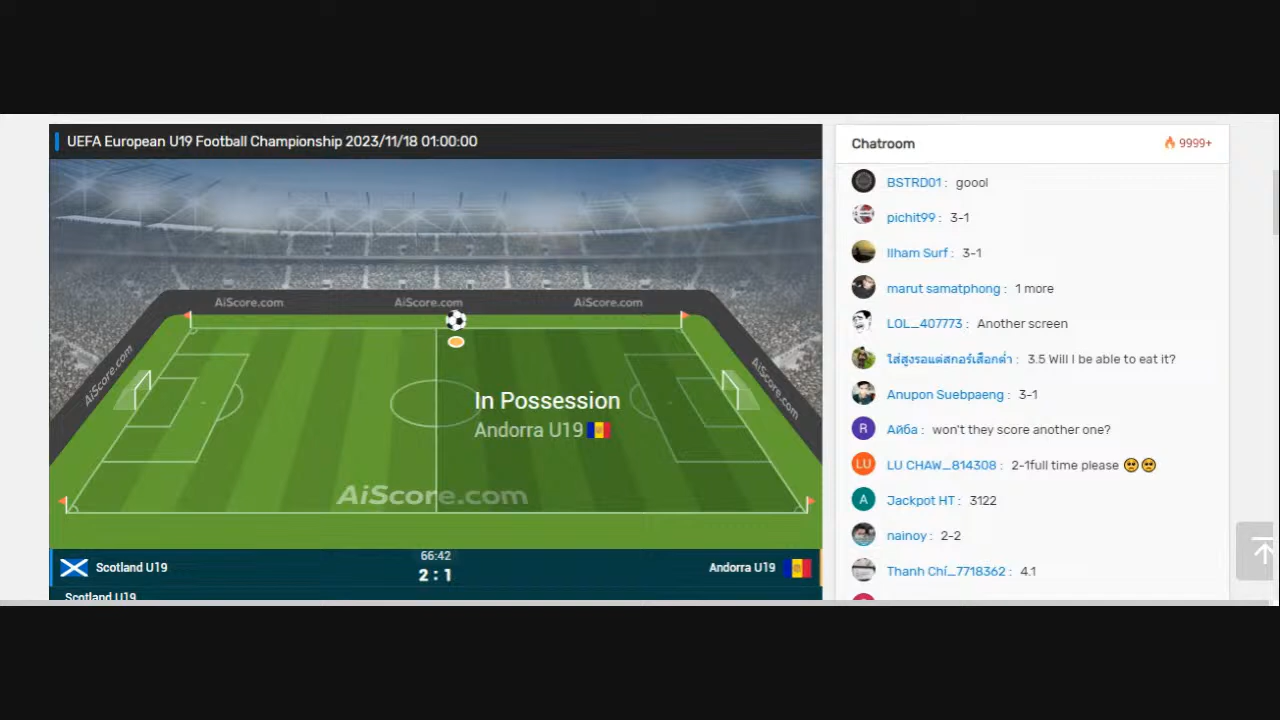 UEFA European U19 Football Championship 2023/11/18 01:00:00
AiScore.com
AiScore.com
AiScore.com
AiScore.com
AiScore.com
In Possession
Andorra U19
AiScore.com
66:42
Scotland U19
2 : 1
Andorra U19
Scotland U19
Chatroom
🔥 9999+
BSTRD01 : goool
pichit99 : 3-1
Ilham Surf : 3-1
marut samatphong : 1 more
LOL_407773 : Another screen
ใส่สูงรอแต่สกอร์เสือกต่ำ : 3.5 Will I be able to eat it?
Anupon Suebpaeng : 3-1
R
Айба : won't they score another one?
LU
LU CHAW_814308 : 2-1full time please 🥺🥺
A
Jackpot HT : 3122
nainoy : 2-2
Thanh Chí_7718362 : 4.1